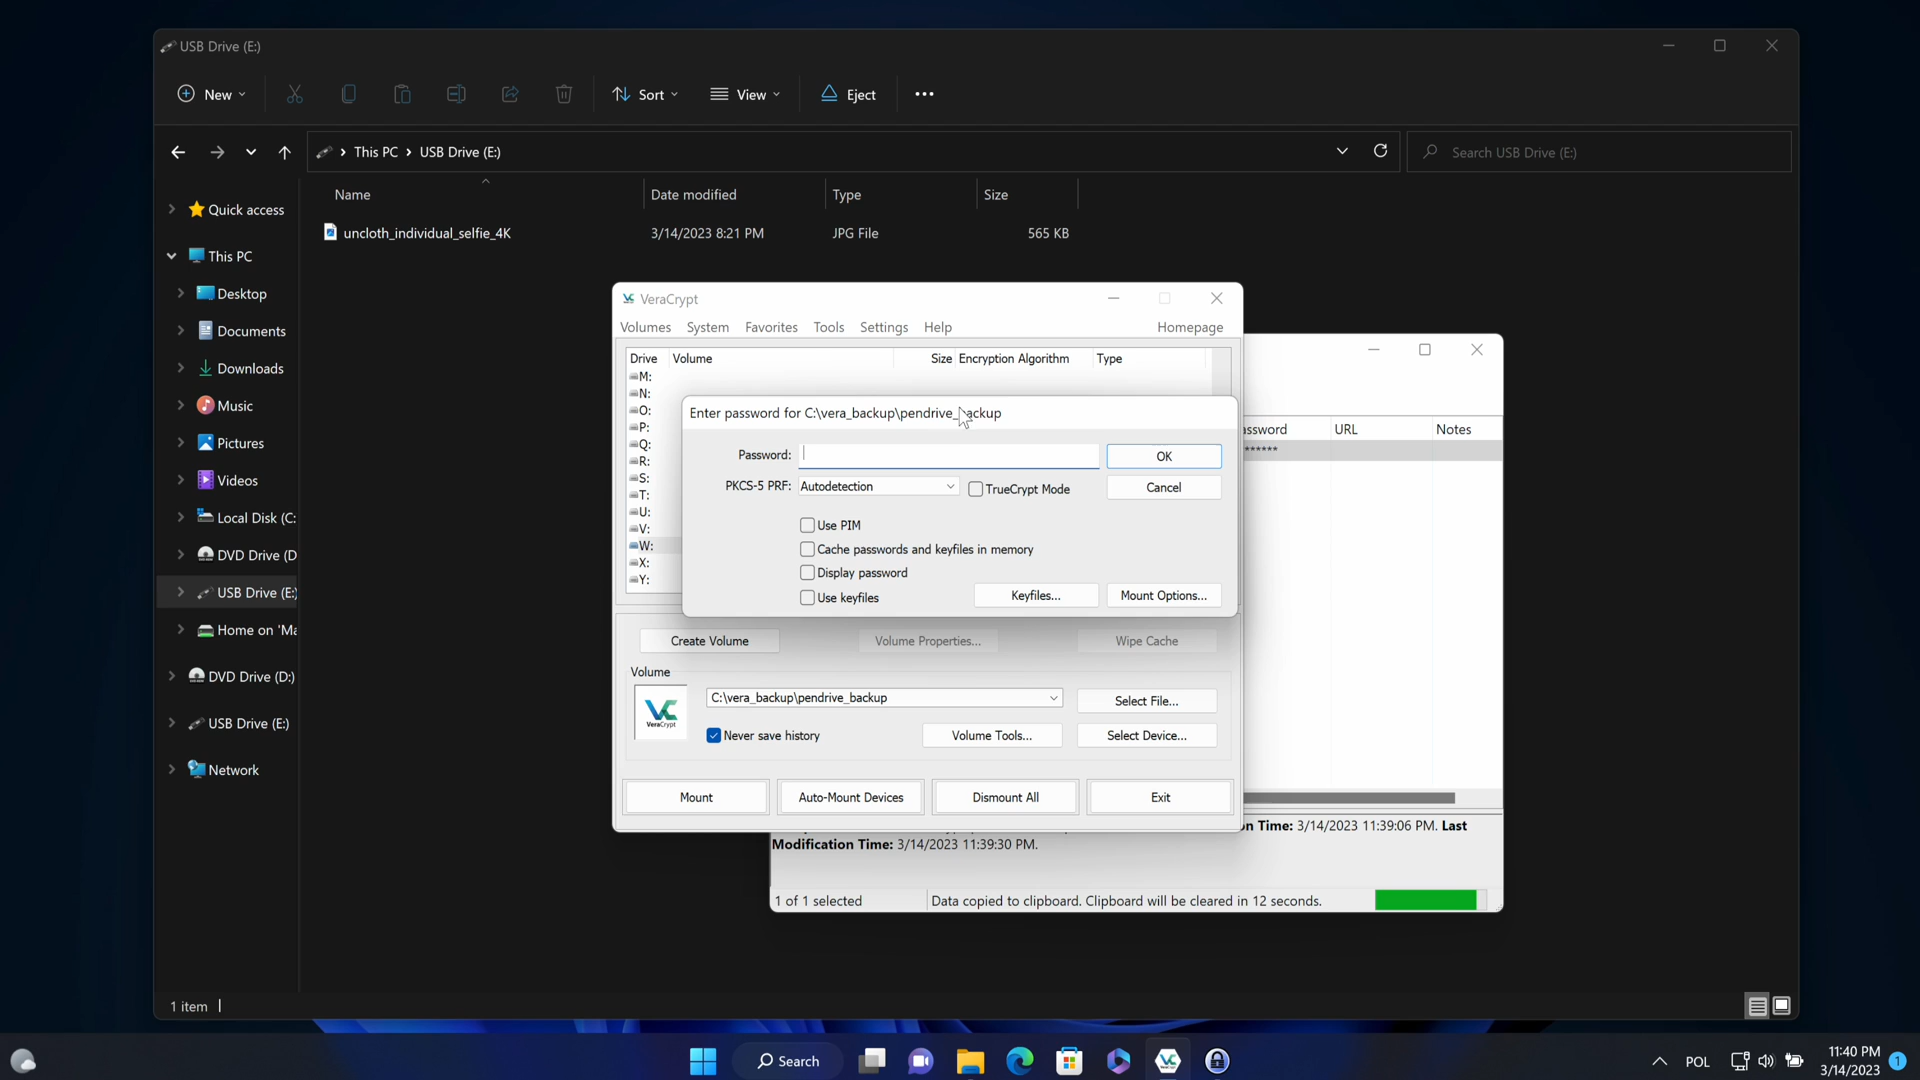 USB Drive (E:)
New
Sort
View
Eject
This PC
USB Drive (E:)
Search USB Drive (E:)
Name
Date modified
Type
Size
uncloth_individual_selfie_4K
3/14/2023 8:21 PM
JPG File
565 KB
Quick access
This PC
Desktop
Documents
Downloads
Music
Pictures
Videos
Local Disk (C:
DVD Drive (D
USB Drive (E:)
Home on 'Ma
DVD Drive (D:)
USB Drive (E:)
Network
1 item
VeraCrypt
Volumes
System
Favorites
Tools
Settings
Help
Homepage
Drive
Volume
Size
Encryption Algorithm
Type
M:
N:
O:
P:
Q:
R:
S:
T:
U:
V:
W:
X:
Y:
Enter password for C:\vera_backup\pendrive_backup
Password:
OK
PKCS-5 PRF:
Autodetection
TrueCrypt Mode
Cancel
Use PIM
Cache passwords and keyfiles in memory
Display password
Use keyfiles
Keyfiles...
Mount Options...
Create Volume
Volume Properties...
Wipe Cache
Volume
VeraCrypt
C:\vera_backup\pendrive_backup
Select File...
Never save history
Volume Tools...
Select Device...
Mount
Auto-Mount Devices
Dismount All
Exit
ssword
URL
Notes
******
n Time: 3/14/2023 11:39:06 PM. Last
Modification Time: 3/14/2023 11:39:30 PM.
1 of 1 selected
Data copied to clipboard. Clipboard will be cleared in 12 seconds.
Search
POL
11:40 PM
3/14/2023
1